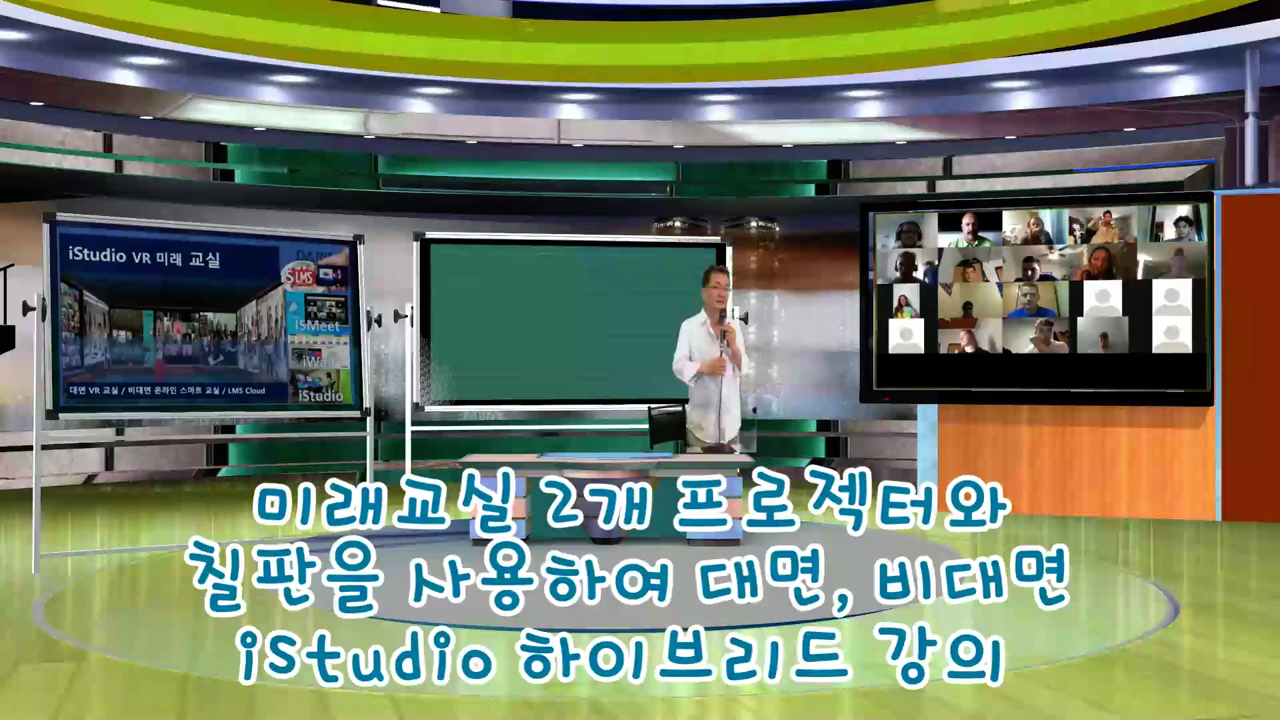 iStudio VR 미래 교실
LMS
iSMeet
iWall
iStudio
대면 VR 교실 / 비대면 온라인 스마트 교실 / LMS Cloud
미래교실 2개 프로젝터와
칠판을 사용하여 대면, 비대면
iStudio 하이브리드 강의